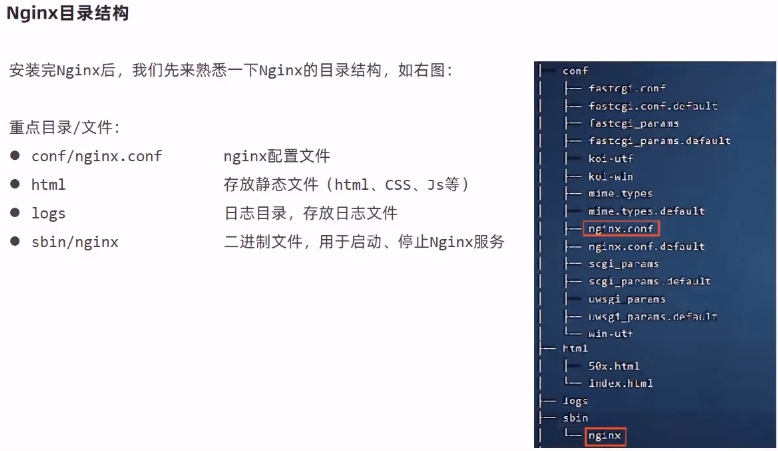 Nginx目录结构
安装完Nginx后，我们先来熟悉一下Nginx的目录结构，如右图：
重点目录/文件：
● conf/nginx.conf nginx配置文件
● html 存放静态文件（html、CSS、Js等）
● logs 日志目录，存放日志文件
● sbin/nginx 二进制文件，用于启动、停止Nginx服务
├── conf
│   ├── fastcgi.conf
│   ├── fastcgi.conf.default
│   ├── fastcgi_params
│   ├── fastcgi_params.default
│   ├── koi-utf
│   ├── koi-win
│   ├── mime.types
│   ├── mime.types.default
│   ├── nginx.conf
│   ├── nginx.conf.default
│   ├── scgi_params
│   ├── scgi_params.default
│   ├── uwsgi_params
│   ├── uwsgi_params.default
│   └── win-utf
├── html
│   ├── 50x.html
│   └── index.html
├── logs
├── sbin
│   └── nginx